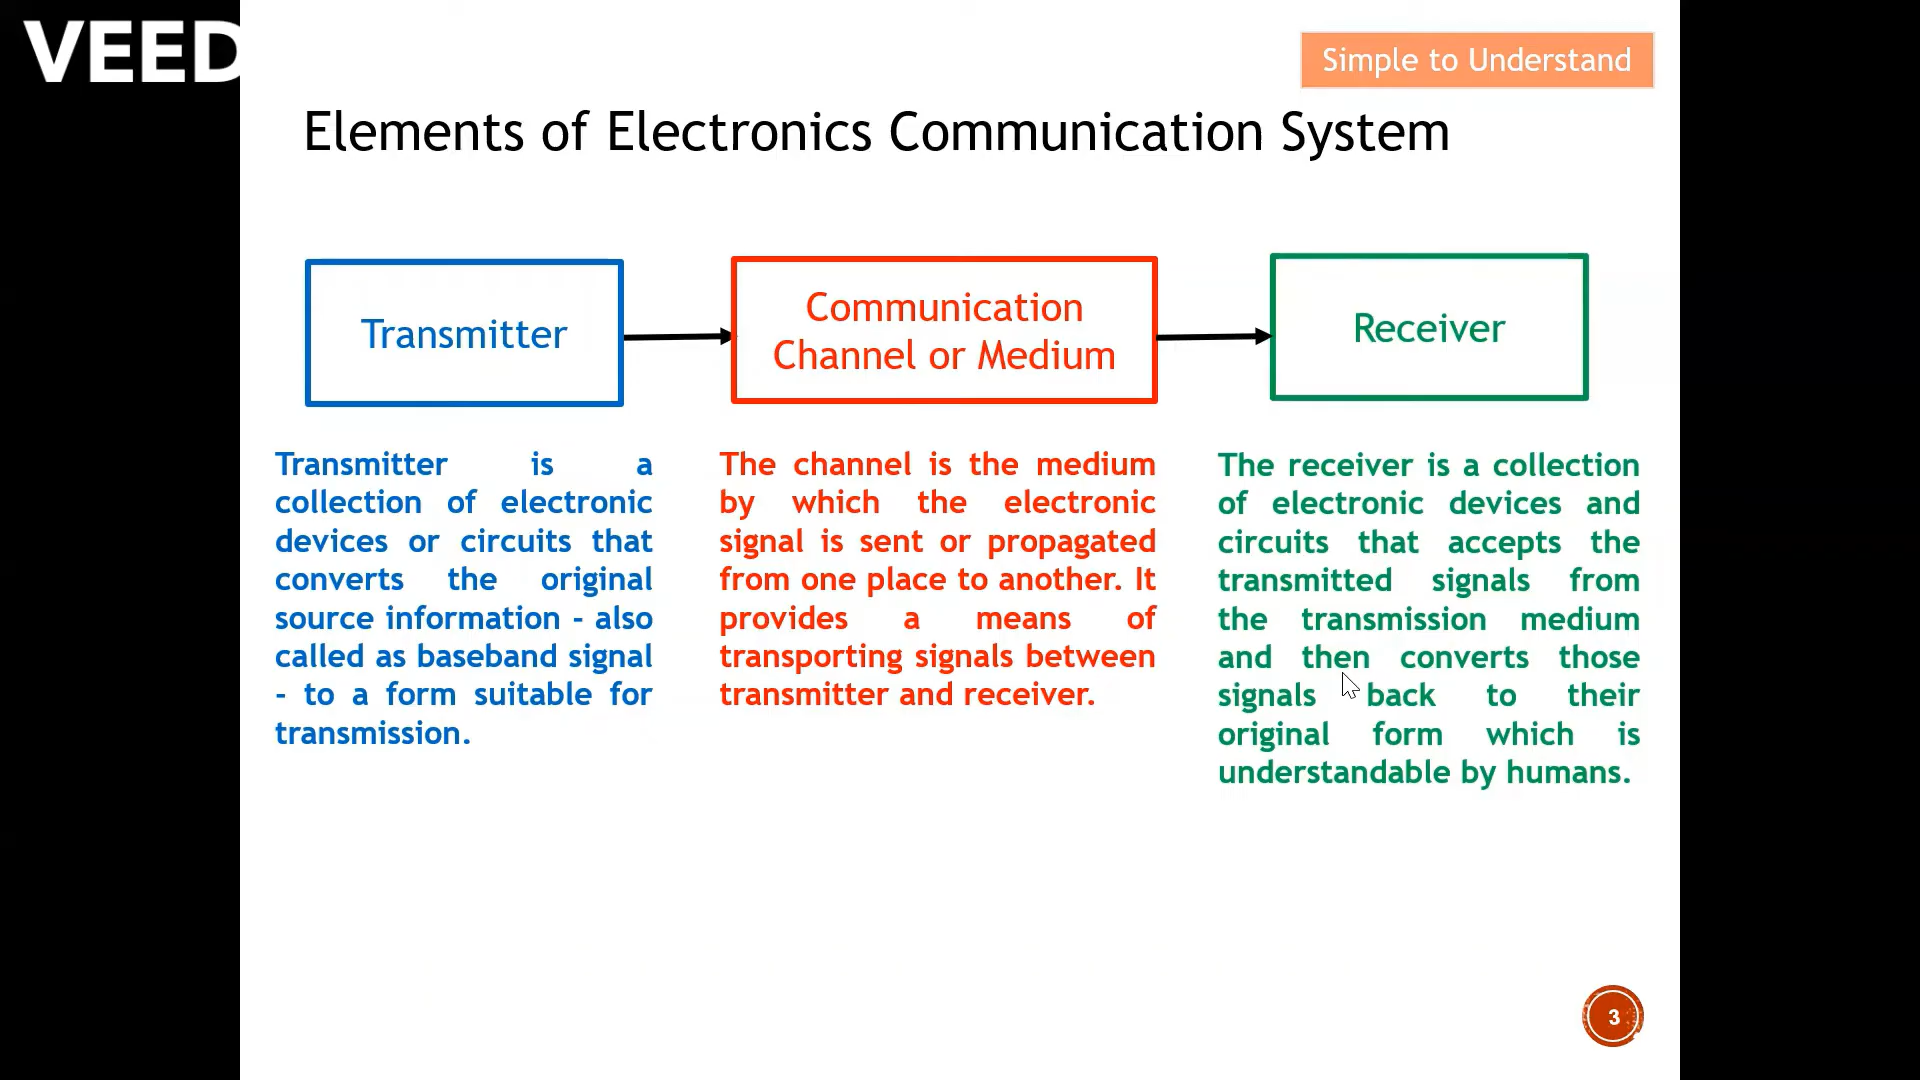 VEED
Simple to Understand
Elements of Electronics Communication System
Transmitter
Communication
Channel or Medium
Receiver
Transmitter is a
collection of electronic
devices or circuits that
converts the original
source information - also
called as baseband signal
- to a form suitable for
transmission.
The channel is the medium
by which the electronic
signal is sent or propagated
from one place to another. It
provides a means of
transporting signals between
transmitter and receiver.
The receiver is a collection
of electronic devices and
circuits that accepts the
transmitted signals from
the transmission medium
and then converts those
signals back to their
original form which is
understandable by humans.
3